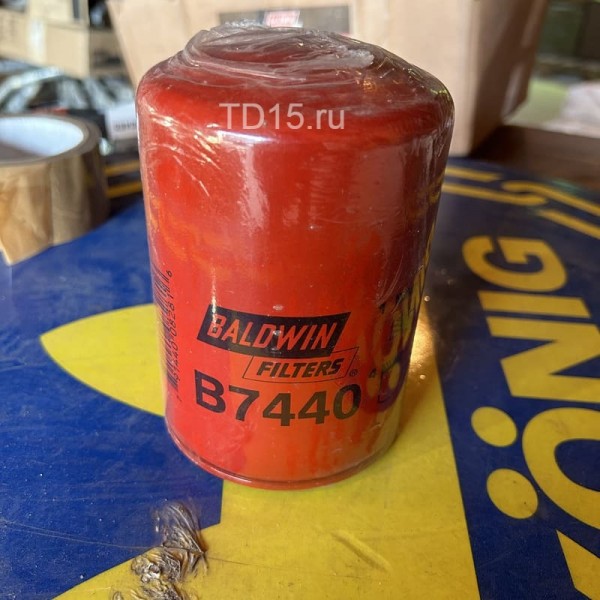 TD15.ru
BALDWIN
FILTERS®
B7440
ÖNIG